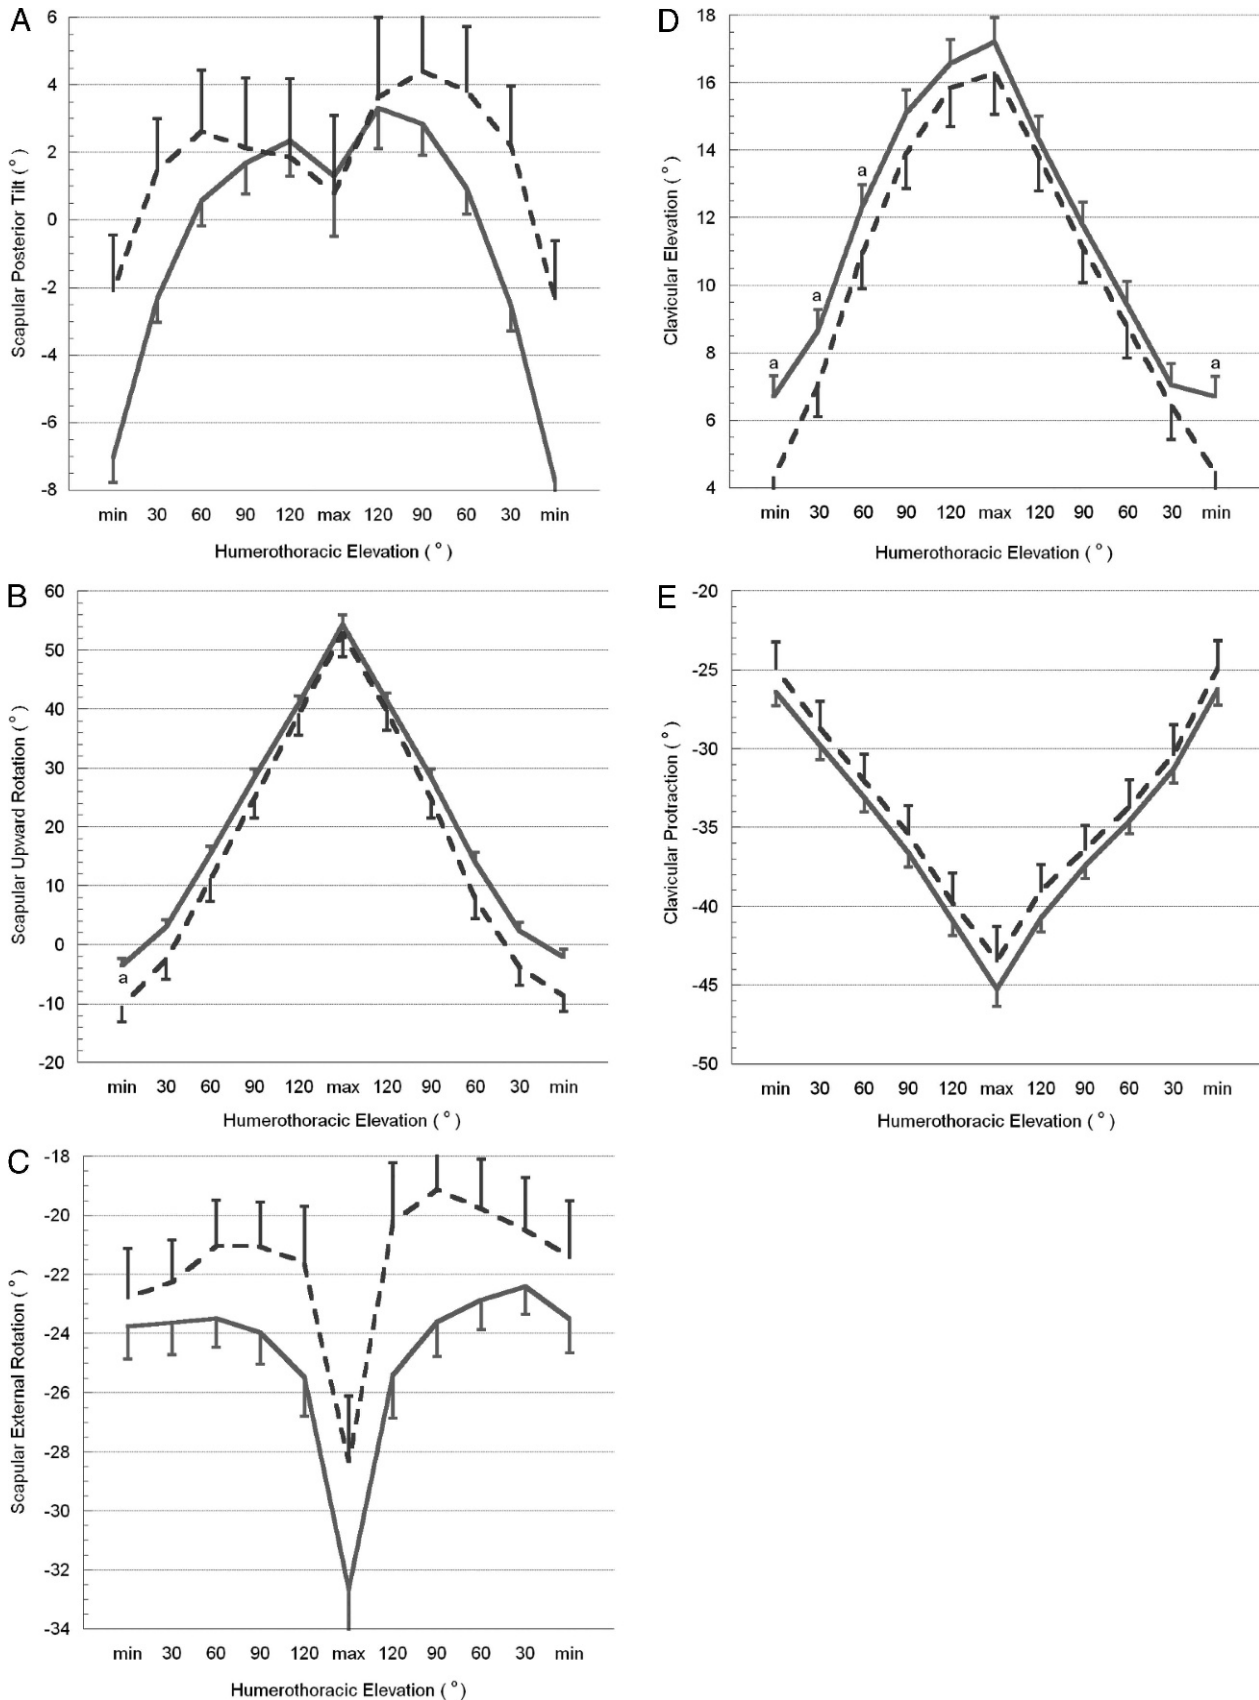 A
Scapular Posterior Tilt ( ° )
6
4
2
0
-2
-4
-6
-8
min 30 60 90 120 max 120 90 60 30 min
Humerothoracic Elevation ( ° )
B
Scapular Upward Rotation ( ° )
60
50
40
30
20
10
0
-10
-20
a
min 30 60 90 120 max 120 90 60 30 min
Humerothoracic Elevation ( ° )
C
Scapular External Rotation ( ° )
-18
-20
-22
-24
-26
-28
-30
-32
-34
min 30 60 90 120 max 120 90 60 30 min
Humerothoracic Elevation ( ° )
D
Clavicular Elevation ( ° )
18
16
14
12
10
8
6
4
a
a
a
a
min 30 60 90 120 max 120 90 60 30 min
Humerothoracic Elevation ( ° )
E
Clavicular Protraction ( ° )
-20
-25
-30
-35
-40
-45
-50
min 30 60 90 120 max 120 90 60 30 min
Humerothoracic Elevation ( ° )